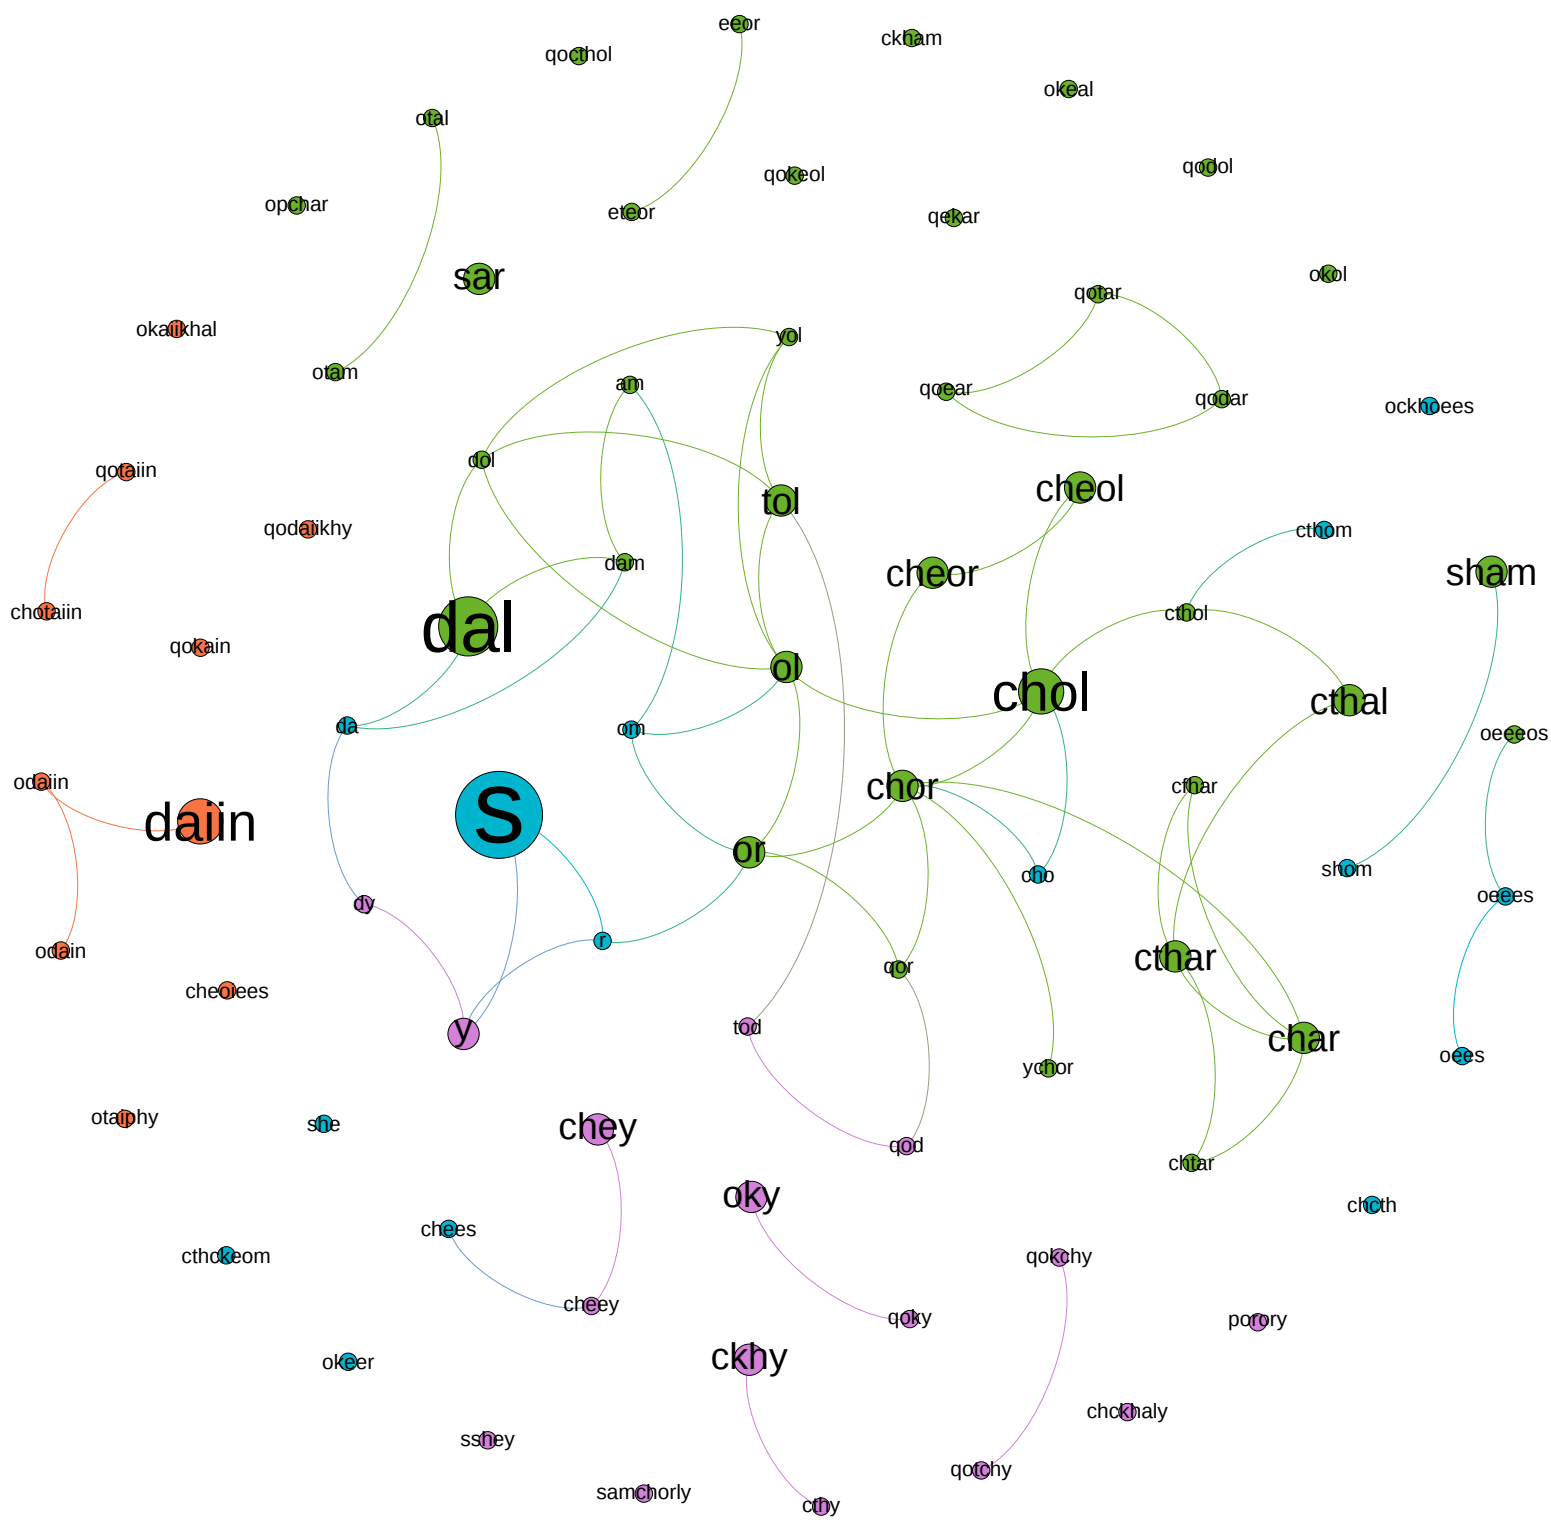 eeor
ckham
qocthol
okeal
otal
qodol
qokeol
opchar
eteor
qekar
sar
okol
qotar
okaiikhal
yol
otam
am
qoear
qodar
ockhoees
dol
qotaiin
cheol
tol
qodaiikhy
cthom
dam
cheor
sham
chotaiin
cthol
dal
qokain
ol
chol
cthal
da
om
oeeeos
odaiin
chor
cfhar
daiin
s
or
cho
shom
dy
oeees
r
odain
qor
cthar
cheoiees
y
tod
char
ychor
oees
otaiphy
she
chey
qod
chtar
oky
chcth
chees
cthckeom
qokchy
cheey
qoky
porory
okeer
ckhy
chckhaly
sshey
qotchy
samchorly
cthy